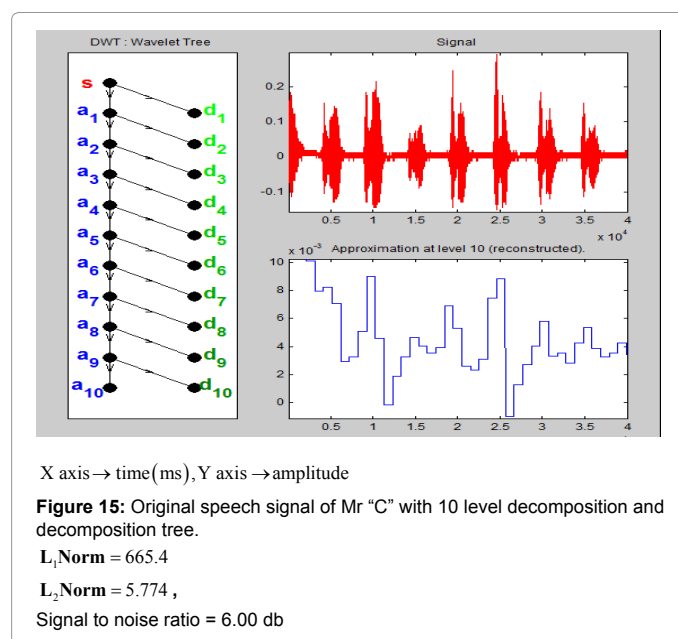 DWT : Wavelet Tree
s
a1 d1
a2 d2
a3 d3
a4 d4
a5 d5
a6 d6
a7 d7
a8 d8
a9 d9
a10 d10
Signal
0.2
0.1
0
-0.1
0.5 1 1.5 2 2.5 3 3.5 4
x 10^4
x 10^-3 Approximation at level 10 (reconstructed).
10
8
6
4
2
0
0.5 1 1.5 2 2.5 3 3.5 4
X axis → time(ms),Y axis → amplitude
Figure 15: Original speech signal of Mr “C” with 10 level decomposition and
decomposition tree.
L1Norm = 665.4
L2Norm = 5.774 ,
Signal to noise ratio = 6.00 db